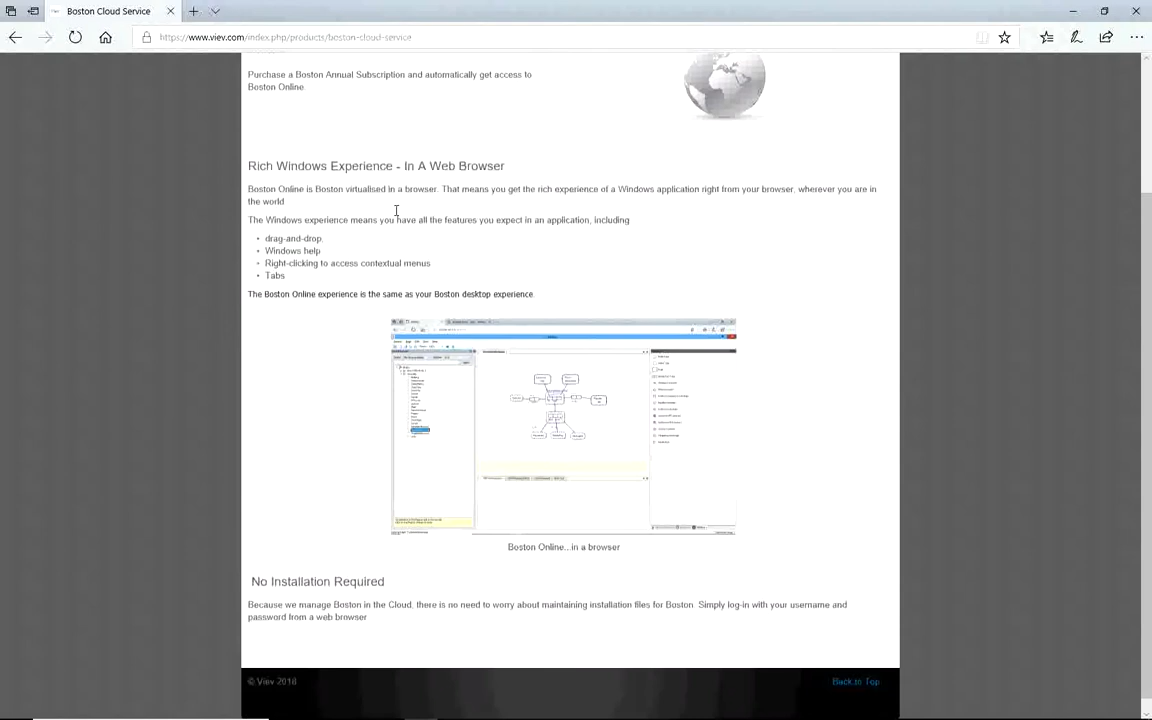 Boston Cloud Service
https://www.viev.com/index.php/products/boston-cloud-service
Purchase a Boston Annual Subscription and automatically get access to
Boston Online.
Rich Windows Experience - In A Web Browser
Boston Online is Boston virtualised in a browser. That means you get the rich experience of a Windows application right from your browser, wherever you are in
the world
The Windows experience means you have all the features you expect in an application, including
• drag-and-drop,
• Windows help
• Right-clicking to access contextual menus
• Tabs
The Boston Online experience is the same as your Boston desktop experience.
Boston Online...in a browser
No Installation Required
Because we manage Boston in the Cloud, there is no need to worry about maintaining installation files for Boston. Simply log-in with your username and
password from a web browser
© Viev 2018
Back to Top